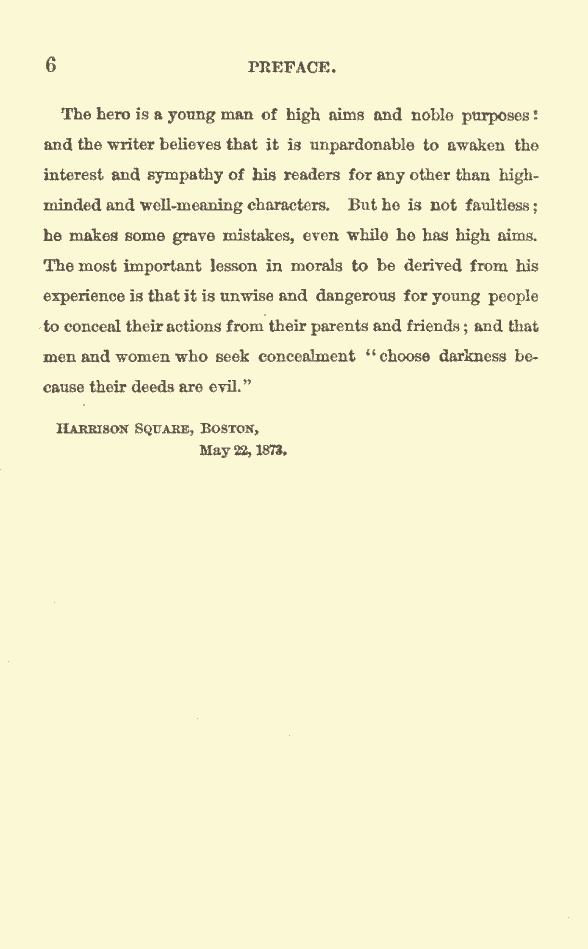 6 PREFACE.
The hero is a young man of high aims and noble purposes:
and the writer believes that it is unpardonable to awaken the
interest and sympathy of his readers for any other than high-
minded and well-meaning characters. But he is not faultless;
he makes some grave mistakes, even while he has high aims.
The most important lesson in morals to be derived from his
experience is that it is unwise and dangerous for young people
to conceal their actions from their parents and friends; and that
men and women who seek concealment “choose darkness be-
cause their deeds are evil.”
HARRISON SQUARE, BOSTON,
May 22, 1873.